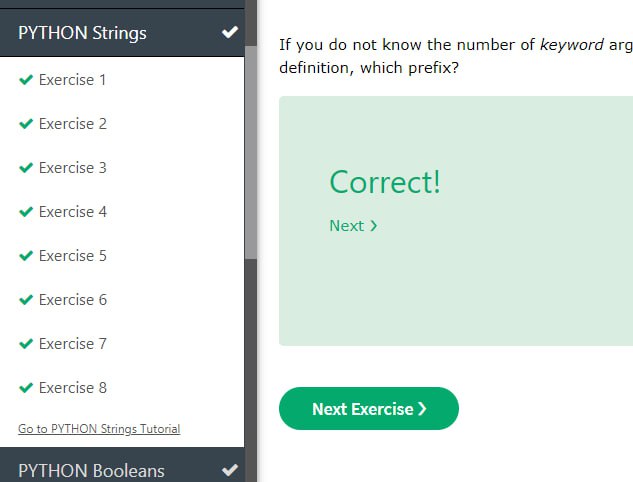 PYTHON Strings
Exercise 1
Exercise 2
Exercise 3
Exercise 4
Exercise 5
Exercise 6
Exercise 7
Exercise 8
Go to PYTHON Strings Tutorial
PYTHON Booleans
If you do not know the number of keyword arg
definition, which prefix?
Correct!
Next ❯
Next Exercise ❯